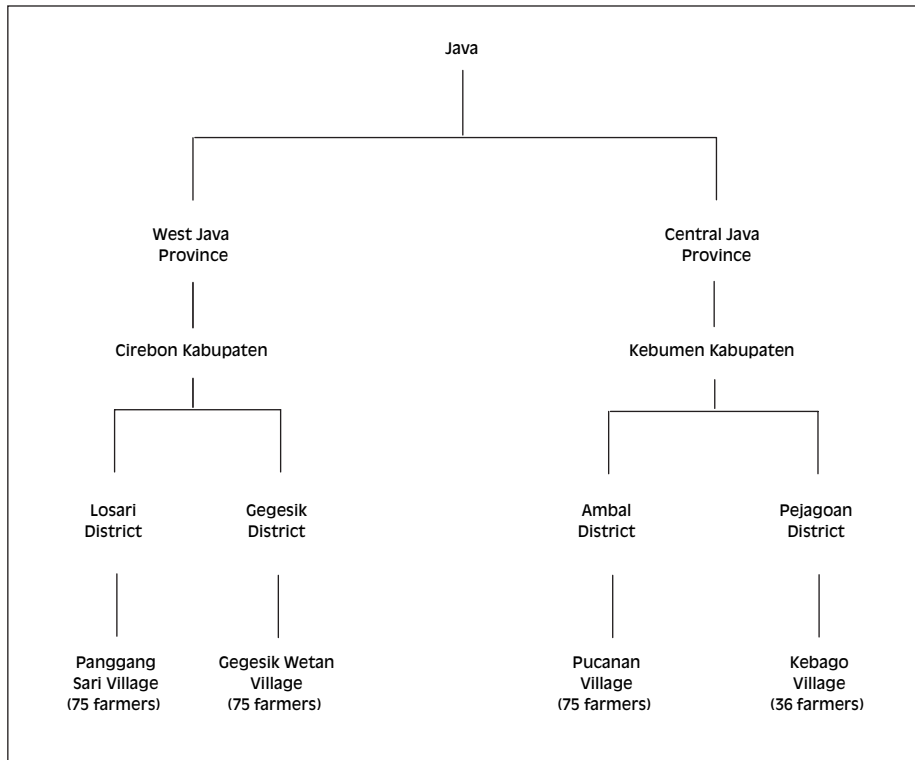 Java
West Java
Province
Central Java
Province
Cirebon Kabupaten
Kebumen Kabupaten
Losari
District
Gegesik
District
Ambal
District
Pejagoan
District
Panggang
Sari Village
(75 farmers)
Gegesik Wetan
Village
(75 farmers)
Pucanan
Village
(75 farmers)
Kebago
Village
(36 farmers)